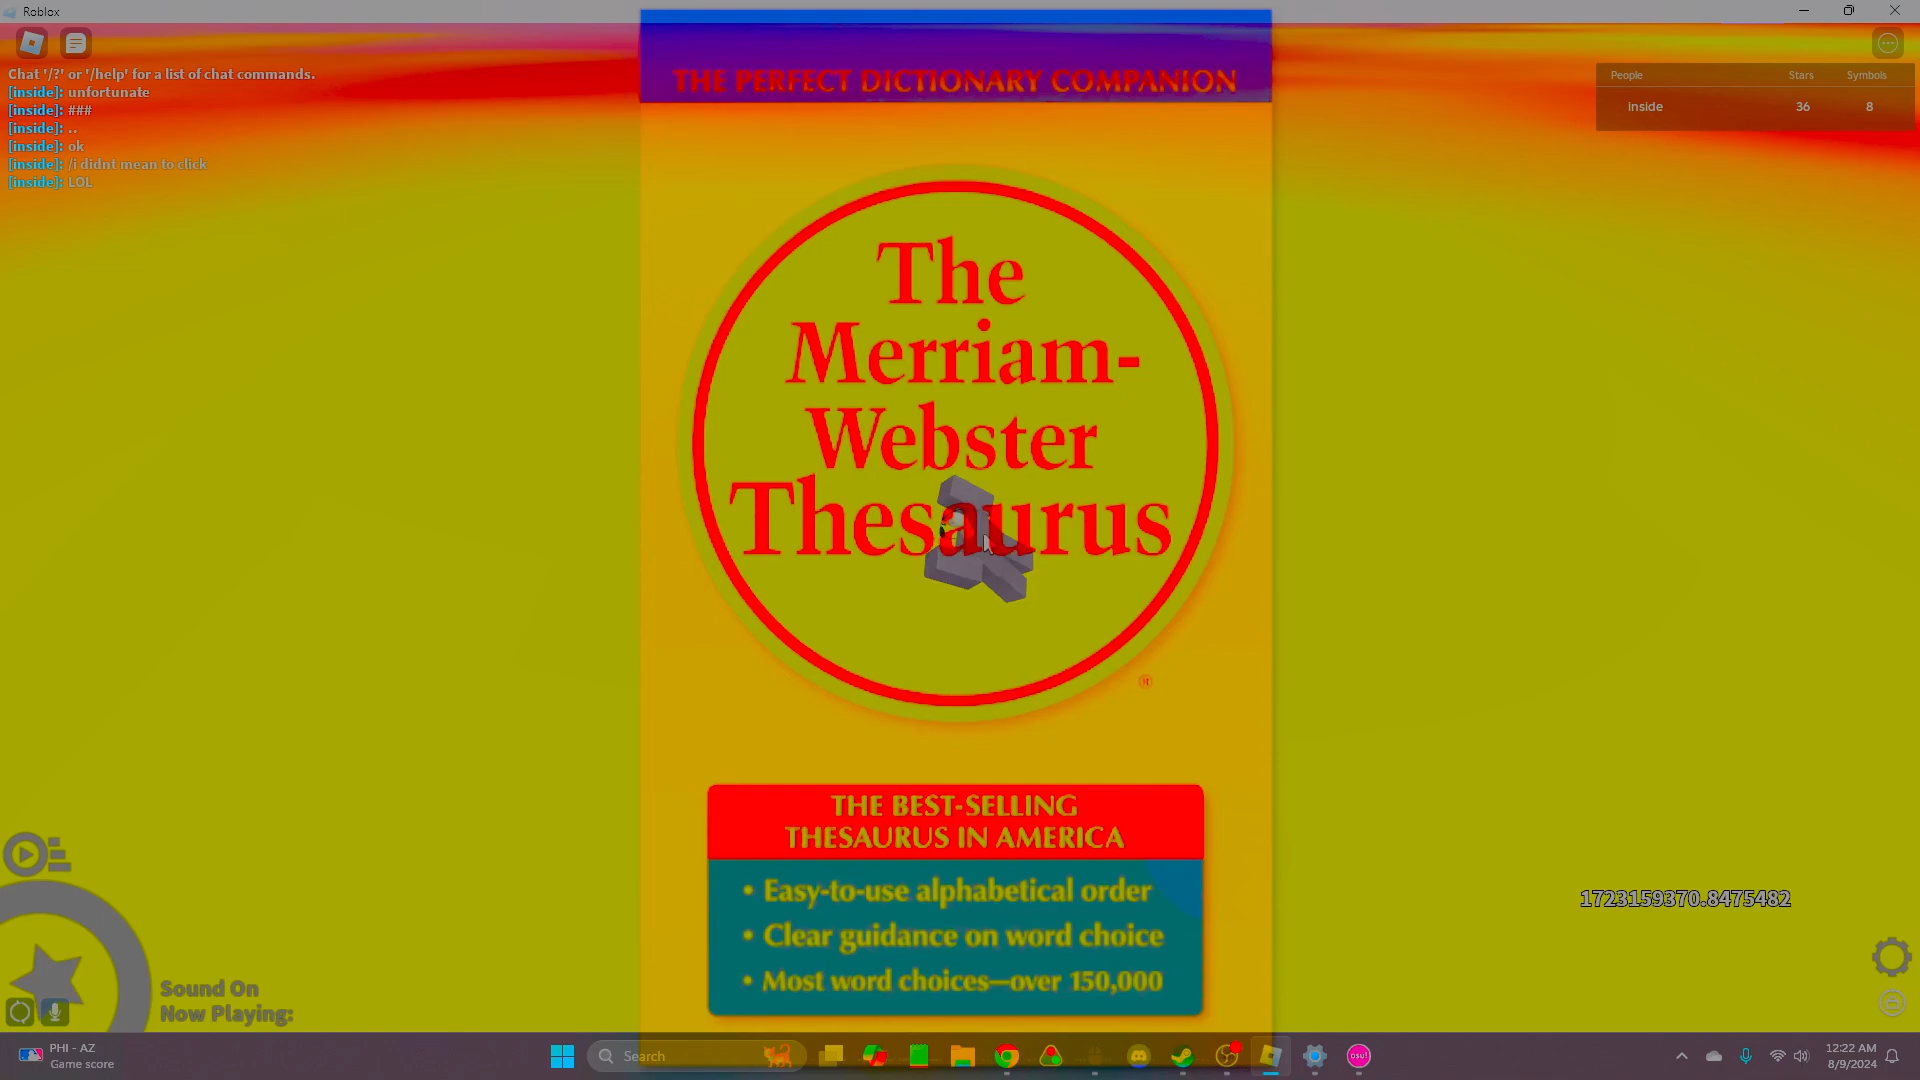 Roblox
Chat '/?' or '/help' for a list of chat commands.
[inside]: unfortunate
[inside]: ###
[inside]: ..
[inside]: ok
[inside]: /i didnt mean to click
[inside]: LOL
People Stars Symbols
inside 36 8
THE PERFECT DICTIONARY COMPANION
The
Merriam-
Webster
Thesaurus
THE BEST-SELLING
THESAURUS IN AMERICA
• Easy-to-use alphabetical order
• Clear guidance on word choice
• Most word choices—over 150,000
1723159370.8475482
Sound On
Now Playing:
PHI - AZ
Game score
Search
osu!
12:22 AM
8/9/2024